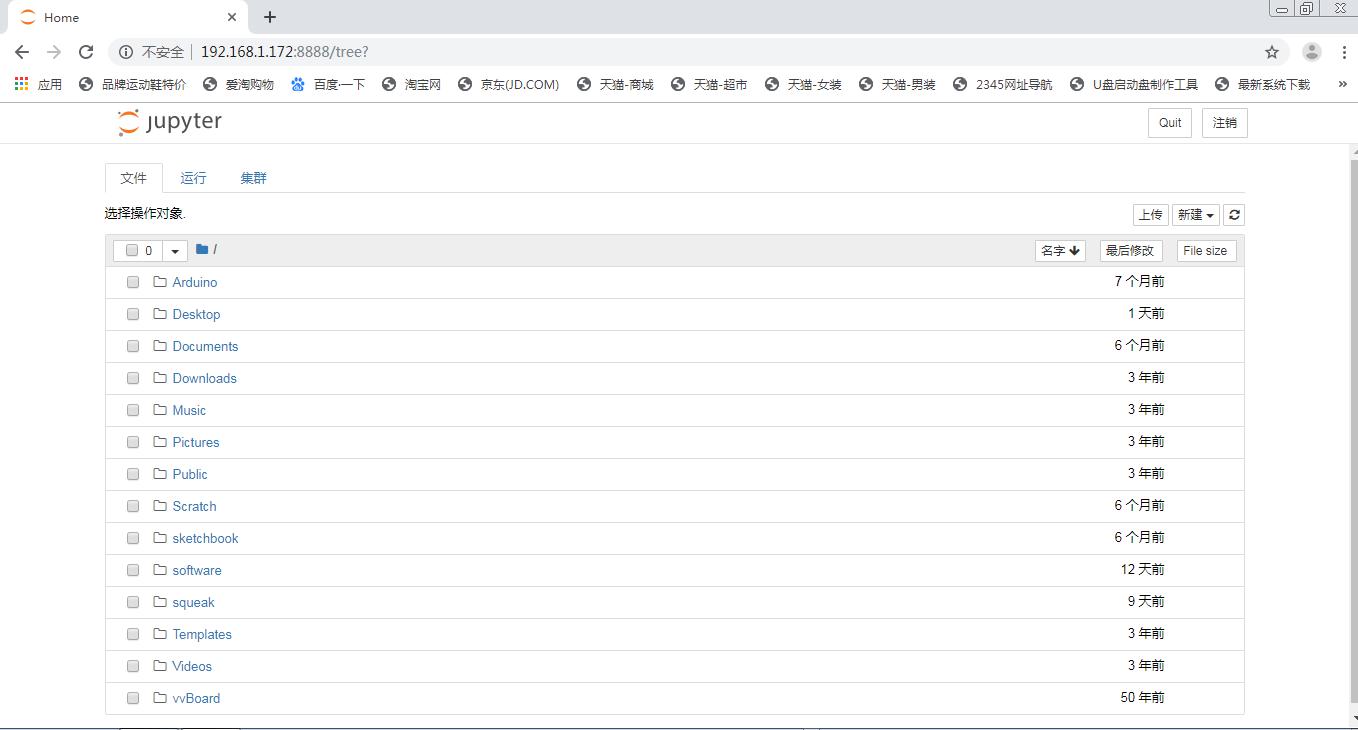 Home
不安全 192.168.1.172:8888/tree?
应用 品牌运动鞋特价 爱淘购物 百度一下 淘宝网 京东(JD.COM) 天猫-商城 天猫-超市 天猫-女装 天猫-男装 2345网址导航 U盘启动盘制作工具 最新系统下载 »
jupyter Quit 注销
文件 运行 集群
选择操作对象. 上传 新建
0 / 名字 最后修改 File size
Arduino 7 个月前
Desktop 1 天前
Documents 6 个月前
Downloads 3 年前
Music 3 年前
Pictures 3 年前
Public 3 年前
Scratch 6 个月前
sketchbook 6 个月前
software 12 天前
squeak 9 天前
Templates 3 年前
Videos 3 年前
vvBoard 50 年前